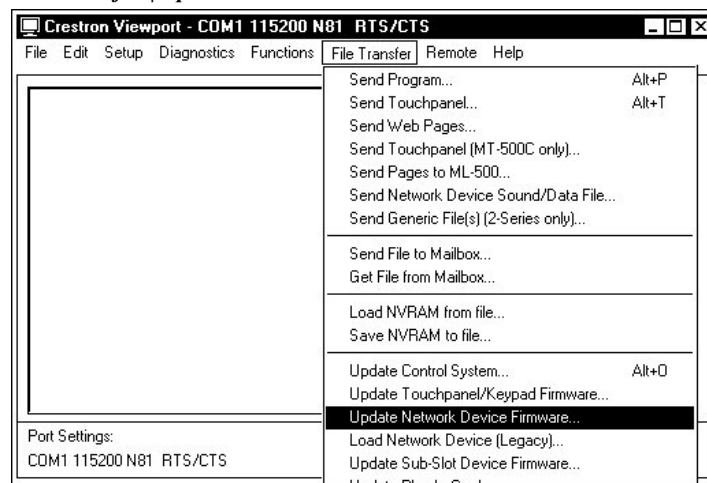 Crestron Viewport - COM1 115200 N81 RTS/CTS
File Edit Setup Diagnostics Functions File Transfer Remote Help
Send Program... Alt+P
Send Touchpanel... Alt+T
Send Web Pages...
Send Touchpanel (MT-500C only)...
Send Pages to ML-500...
Send Network Device Sound/Data File...
Send Generic File(s) (2-Series only)...
Send File to Mailbox...
Get File from Mailbox...
Load NVRAM from file...
Save NVRAM to file...
Update Control System... Alt+O
Update Touchpanel/Keypad Firmware...
Update Network Device Firmware...
Load Network Device (Legacy)...
Update Sub-Slot Device Firmware...
Port Settings:
COM1 115200 N81 RTS/CTS